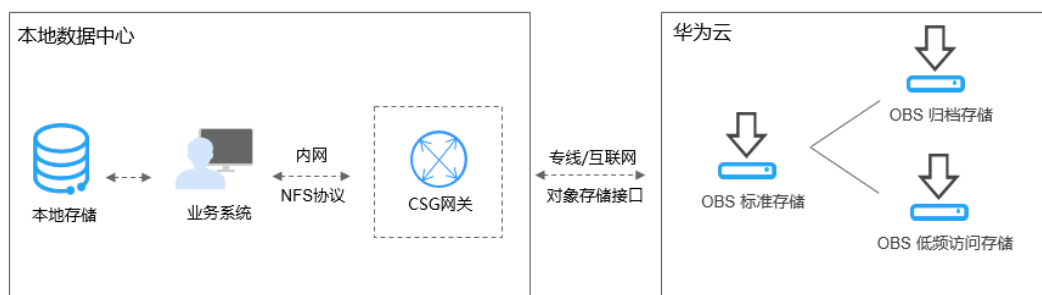 本地数据中心
本地存储
业务系统
内网
NFS协议
CSG网关
专线/互联网
对象存储接口
华为云
OBS 标准存储
OBS 归档存储
OBS 低频访问存储